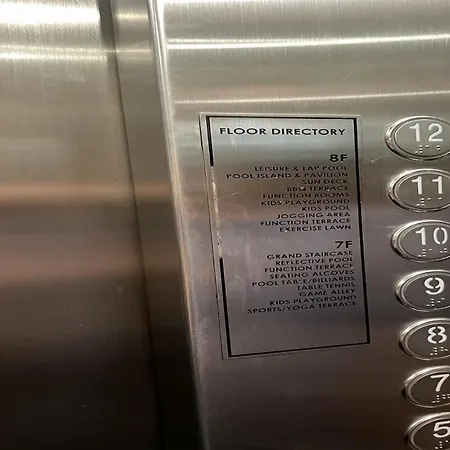 FLOOR DIRECTORY
8F
LEISURE & LAP POOL
POOL ISLAND & PAVILION
SUN DECK
BBQ TERRACE
FUNCTION ROOMS
KIDS PLAYGROUND
KIDS POOL
JOGGING AREA
FUNCTION TERRACE
EXERCISE LAWN
7F
GRAND STAIRCASE
REFLECTIVE POOL
FUNCTION TERRACE
SEATING ALCOVES
POOL TAB'E/BILLIARDS
TABLE TENNIS
GAME ALLEY
KIDS PLAYGROUND
SPORTS/YOGA TERRACE
12
11
10
9
8
7
5